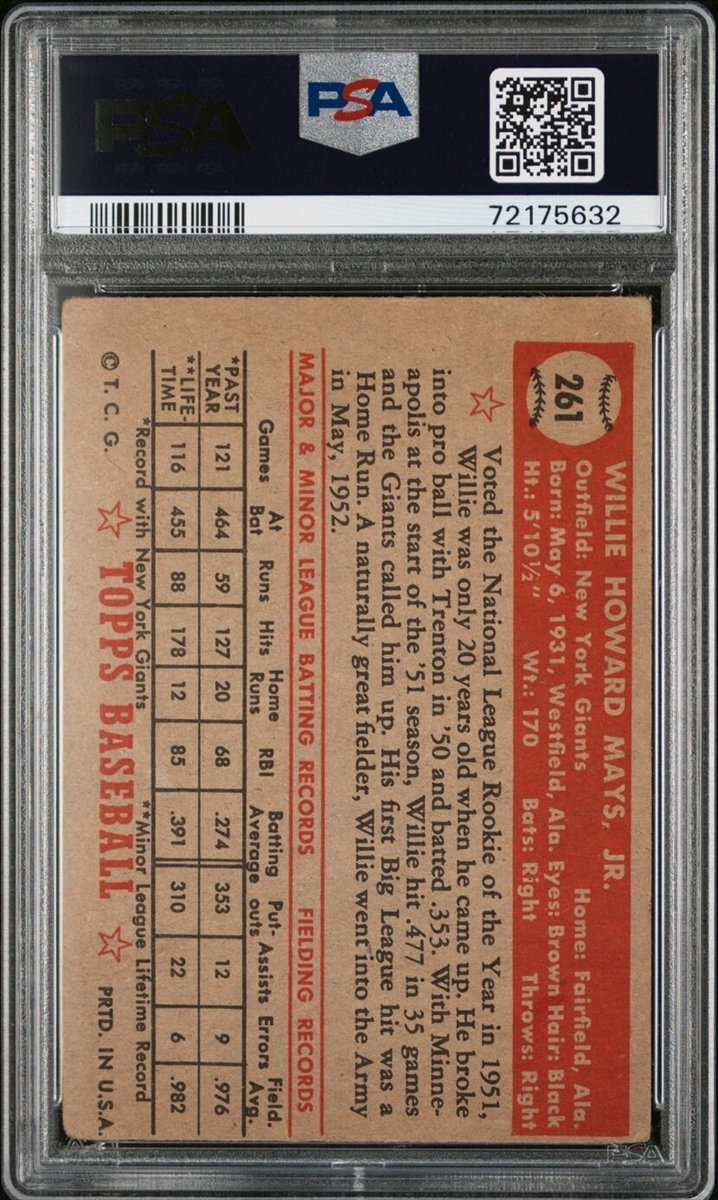 PSA
PSA
72175632
261
WILLIE HOWARD MAYS, JR.
Outfield: New York Giants Home: Fairfield, Ala.
Born: May 6, 1931, Westfield, Ala. Eyes: Brown Hair: Black
Ht.: 5'10½" Wt.: 170 Bats: Right Throws: Right
Voted the National League Rookie of the Year in 1951,
Willie was only 20 years old when he came up. He broke
into pro ball with Trenton in '50 and batted .353. With Minne-
apolis at the start of the '51 season, Willie hit .477 in 35 games
and the Giants called him up. His first Big League hit was a
Home Run. A naturally great fielder, Willie went into the Army
in May, 1952.
MAJOR & MINOR LEAGUE BATTING RECORDS FIELDING RECORDS
Games At Bat Runs Hits Home Runs RBI Batting Average Put-outs Assists Errors Field. Avg.
*PAST YEAR 121 464 59 127 20 68 .274 353 12 9 .976
**LIFE-TIME 116 455 88 178 12 85 .391 310 22 6 .982
*Record with New York Giants **Minor League Lifetime Record
© T. C. G. TOPPS BASEBALL PRTD. IN U.S.A.
PSA